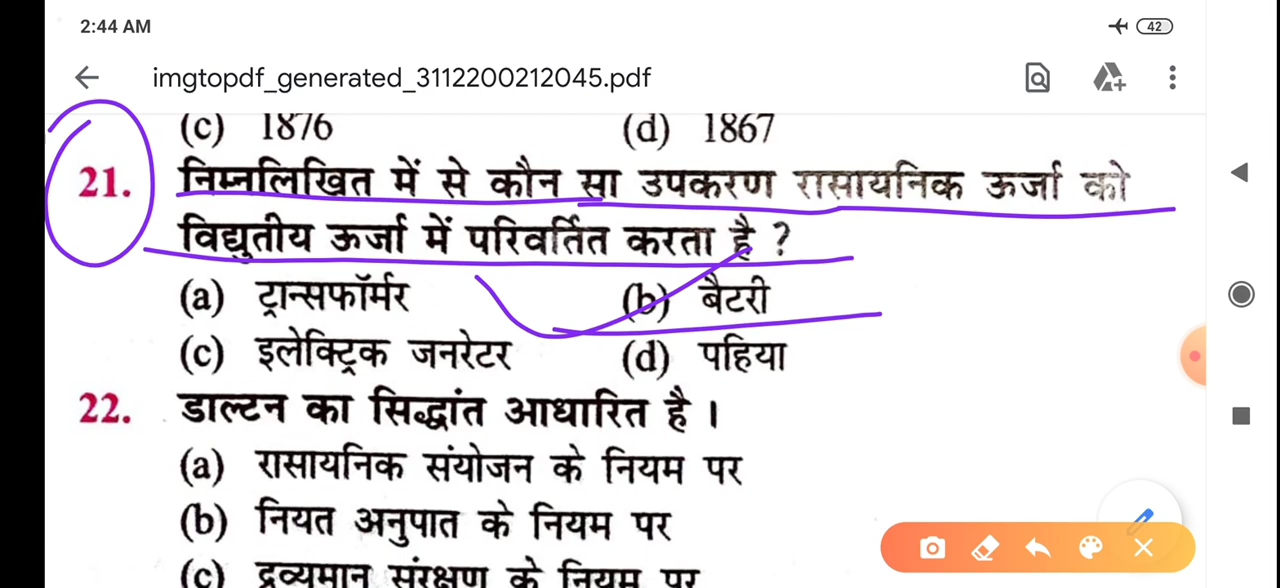 2:44 AM
42
imgtopdf_generated_3112200212045.pdf
(c) 1876 (d) 1867
21. निम्नलिखित में से कौन सा उपकरण रासायनिक ऊर्जा को
विद्युतीय ऊर्जा में परिवर्तित करता है ?
(a) ट्रान्सफॉर्मर (b) बैटरी
(c) इलेक्ट्रिक जनरेटर (d) पहिया
22. डाल्टन का सिद्धांत आधारित है ।
(a) रासायनिक संयोजन के नियम पर
(b) नियत अनुपात के नियम पर
(c) द्रव्यमान संरक्षण के नियम पर